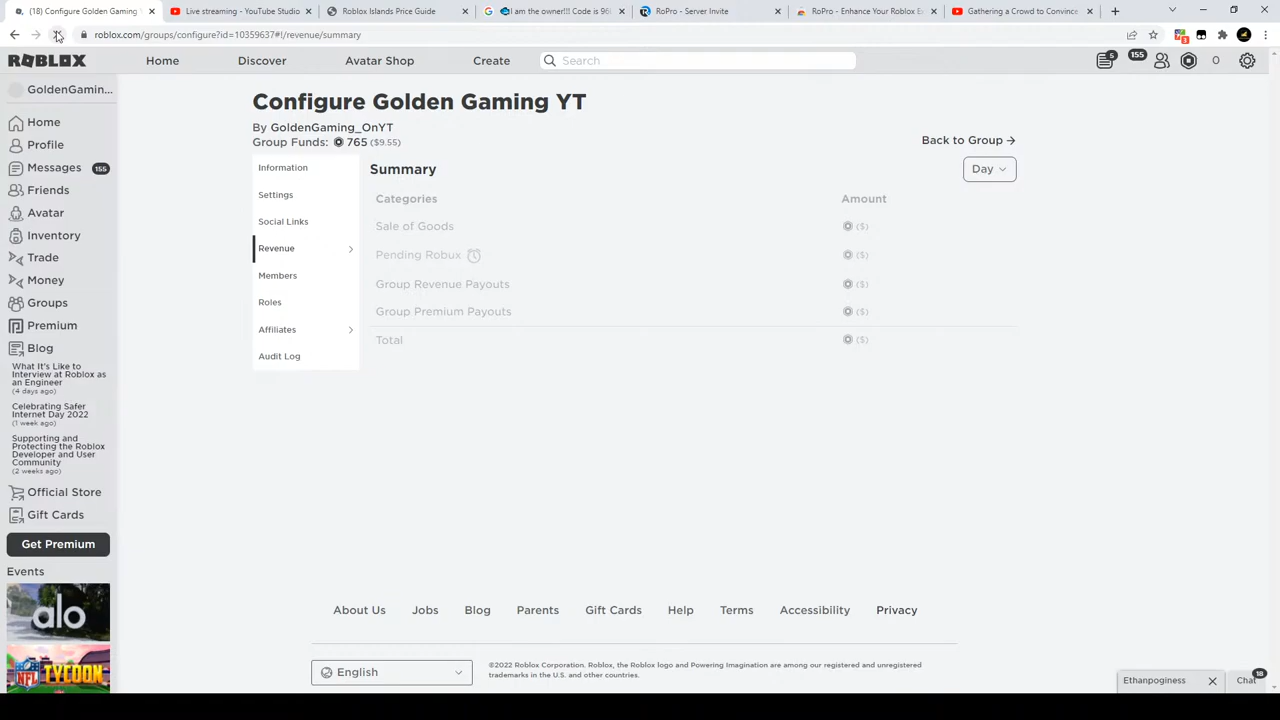 (18) Configure Golden Gaming Y
Live streaming - YouTube Studio
Roblox Islands Price Guide
I am the owner!!! Code is 96
RoPro - Server Invite
RoPro - Enhance Your Roblox Ex
Gathering a Crowd to Convince
roblox.com/groups/configure?id=10359637#!/revenue/summary
3
ROBLOX
Home
Discover
Avatar Shop
Create
Search
5
155
0
GoldenGamin...
Home
Profile
Messages 155
Friends
Avatar
Inventory
Trade
Money
Groups
Premium
Blog
What It's Like to
Interview at Roblox as
an Engineer
(4 days ago)
Celebrating Safer
Internet Day 2022
(1 week ago)
Supporting and
Protecting the Roblox
Developer and User
Community
(2 weeks ago)
Official Store
Gift Cards
Get Premium
Events
alo
NFL
TYCOON
Configure Golden Gaming YT
By GoldenGaming_OnYT
Group Funds: 765 ($9.55)
Back to Group →
Information
Settings
Social Links
Revenue
Members
Roles
Affiliates
Audit Log
Summary
Day
Categories Amount
Sale of Goods ($)
Pending Robux ($)
Group Revenue Payouts ($)
Group Premium Payouts ($)
Total ($)
About Us
Jobs
Blog
Parents
Gift Cards
Help
Terms
Accessibility
Privacy
English
©2022 Roblox Corporation. Roblox, the Roblox logo and Powering Imagination are among our registered and unregistered
trademarks in the U.S. and other countries.
Ethanpoginess
Chat
18